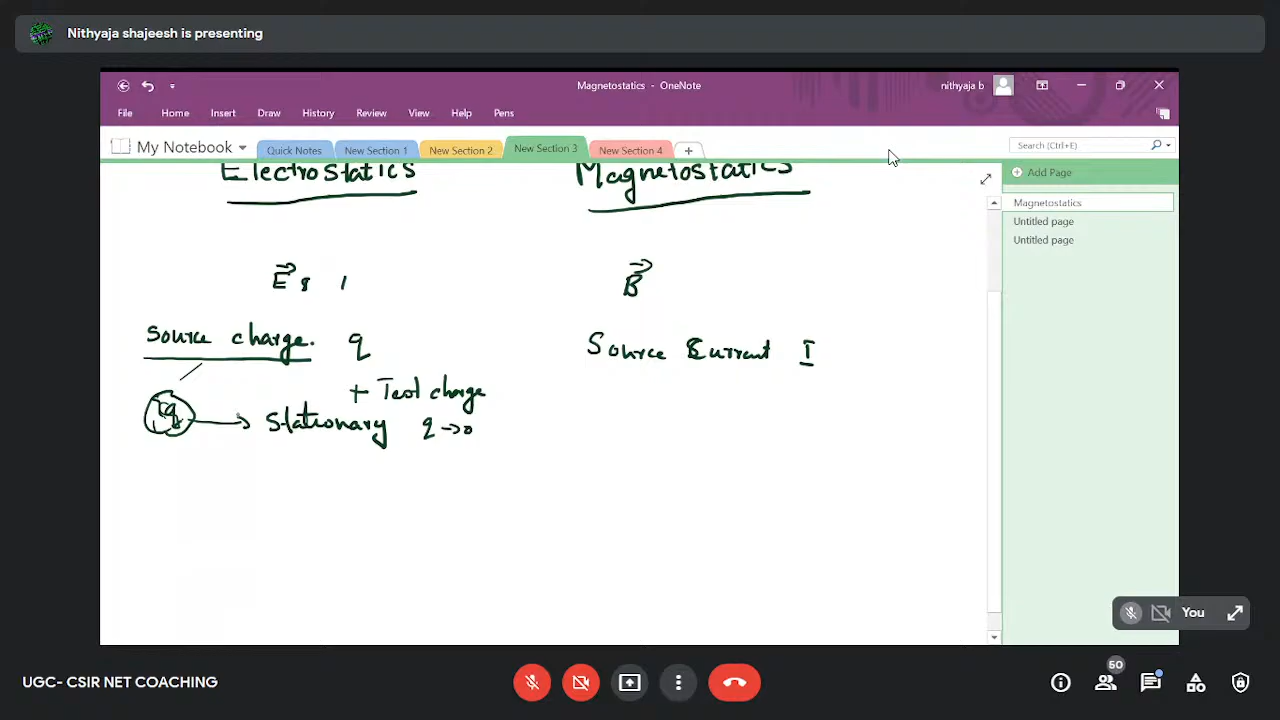 Nithyaja shajeesh is presenting
Magnetostatics - OneNote
nithyaja b
File Home Insert Draw History Review View Help Pens
My Notebook
Quick Notes New Section 1 New Section 2 New Section 3 New Section 4 +
Search (Ctrl+E)
Add Page
Magnetostatics
Untitled page
Untitled page
Electrostatics
Magnetostatics
E
B
Source charge. q
Source Current I
+ Test charge
Stationary q →0
You
UGC- CSIR NET COACHING
50